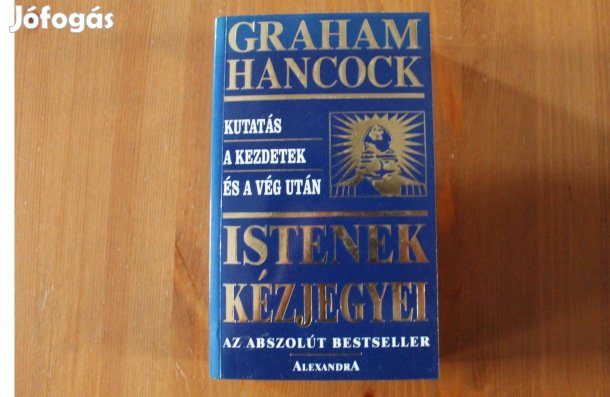 Jófogás
GRAHAM
HANCOCK
KUTATÁS
A KEZDETEK
ÉS A VÉG UTÁN
ISTENEK
KÉZJEGYEI
AZ ABSZOLÚT BESTSELLER
ALEXANDRA